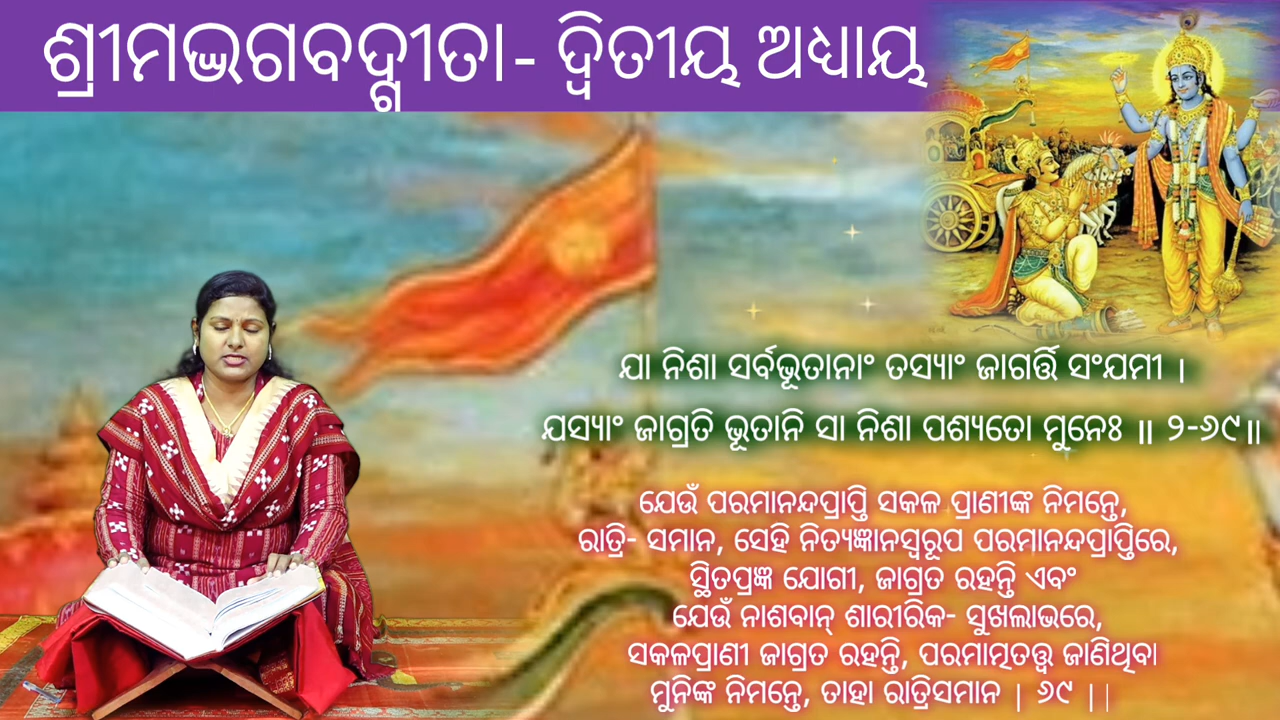 ଶ୍ରୀମଦ୍ଭଗବଦ୍ଗୀତା- ଦ୍ୱିତୀୟ ଅଧ୍ୟାୟ
ଯା ନିଶା ସର୍ବଭୂତାନାଂ ତସ୍ୟାଂ ଜାଗର୍ତ୍ତି ସଂଯମୀ ।
ଯସ୍ୟାଂ ଜାଗ୍ରତି ଭୂତାନି ସା ନିଶା ପଶ୍ୟତୋ ମୁନେଃ ॥ ୨-୬୯॥
ଯେଉଁ ପରମାନନ୍ଦପ୍ରାପ୍ତି ସକଳ ପ୍ରାଣୀଙ୍କ ନିମନ୍ତେ,
ରାତ୍ରି- ସମାନ, ସେହି ନିତ୍ୟଜ୍ଞାନସ୍ୱରୂପ ପରମାନନ୍ଦପ୍ରାପ୍ତିରେ,
ସ୍ଥିତପ୍ରଜ୍ଞ ଯୋଗୀ, ଜାଗ୍ରତ ରହନ୍ତି ଏବଂ
ଯେଉଁ ନାଶବାନ୍ ଶାରୀରିକ- ସୁଖଲାଭରେ,
ସକଳପ୍ରାଣୀ ଜାଗ୍ରତ ରହନ୍ତି, ପରମାତ୍ମତତ୍ତ୍ୱ ଜାଣିଥିବା
ମୁନିଙ୍କ ନିମନ୍ତେ, ତାହା ରାତ୍ରିସମାନ | ୬୯ ||